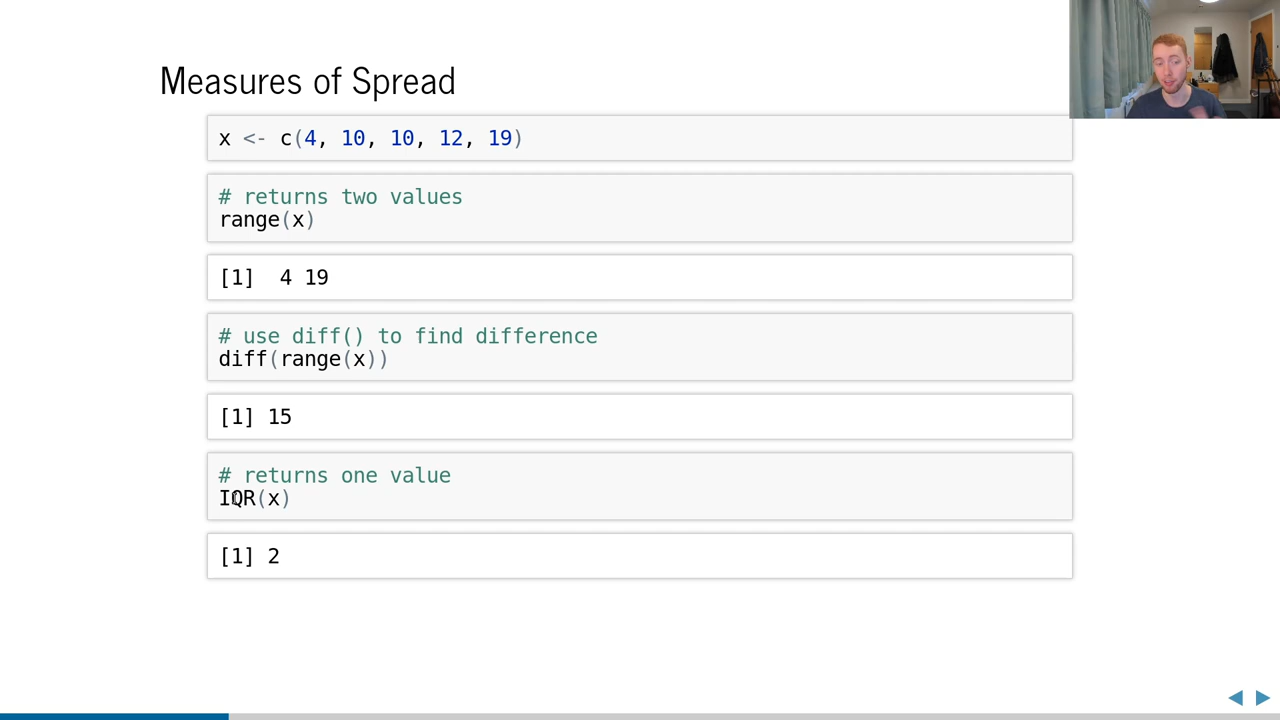 Measures of Spread
x <- c(4, 10, 10, 12, 19)
# returns two values
range(x)
[1]  4 19
# use diff() to find difference
diff(range(x))
[1] 15
# returns one value
IQR(x)
[1] 2